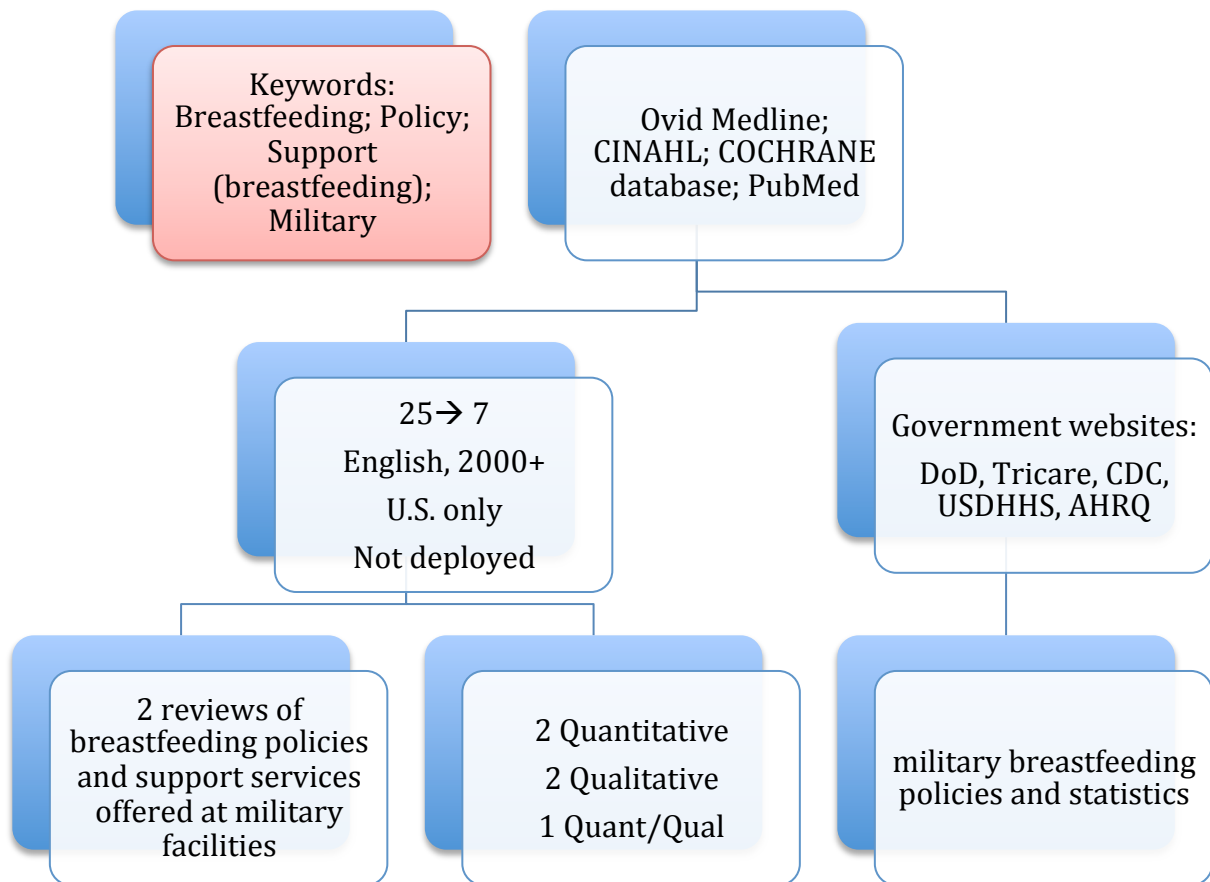 Keywords:
Breastfeeding; Policy;
Support
(breastfeeding);
Military
Ovid Medline;
CINAHL; COCHRANE
database; PubMed
25→ 7
English, 2000+
U.S. only
Not deployed
Government websites:
DoD, Tricare, CDC,
USDHHS, AHRQ
2 reviews of
breastfeeding policies
and support services
offered at military
facilities
2 Quantitative
2 Qualitative
1 Quant/Qual
military breastfeeding
policies and statistics